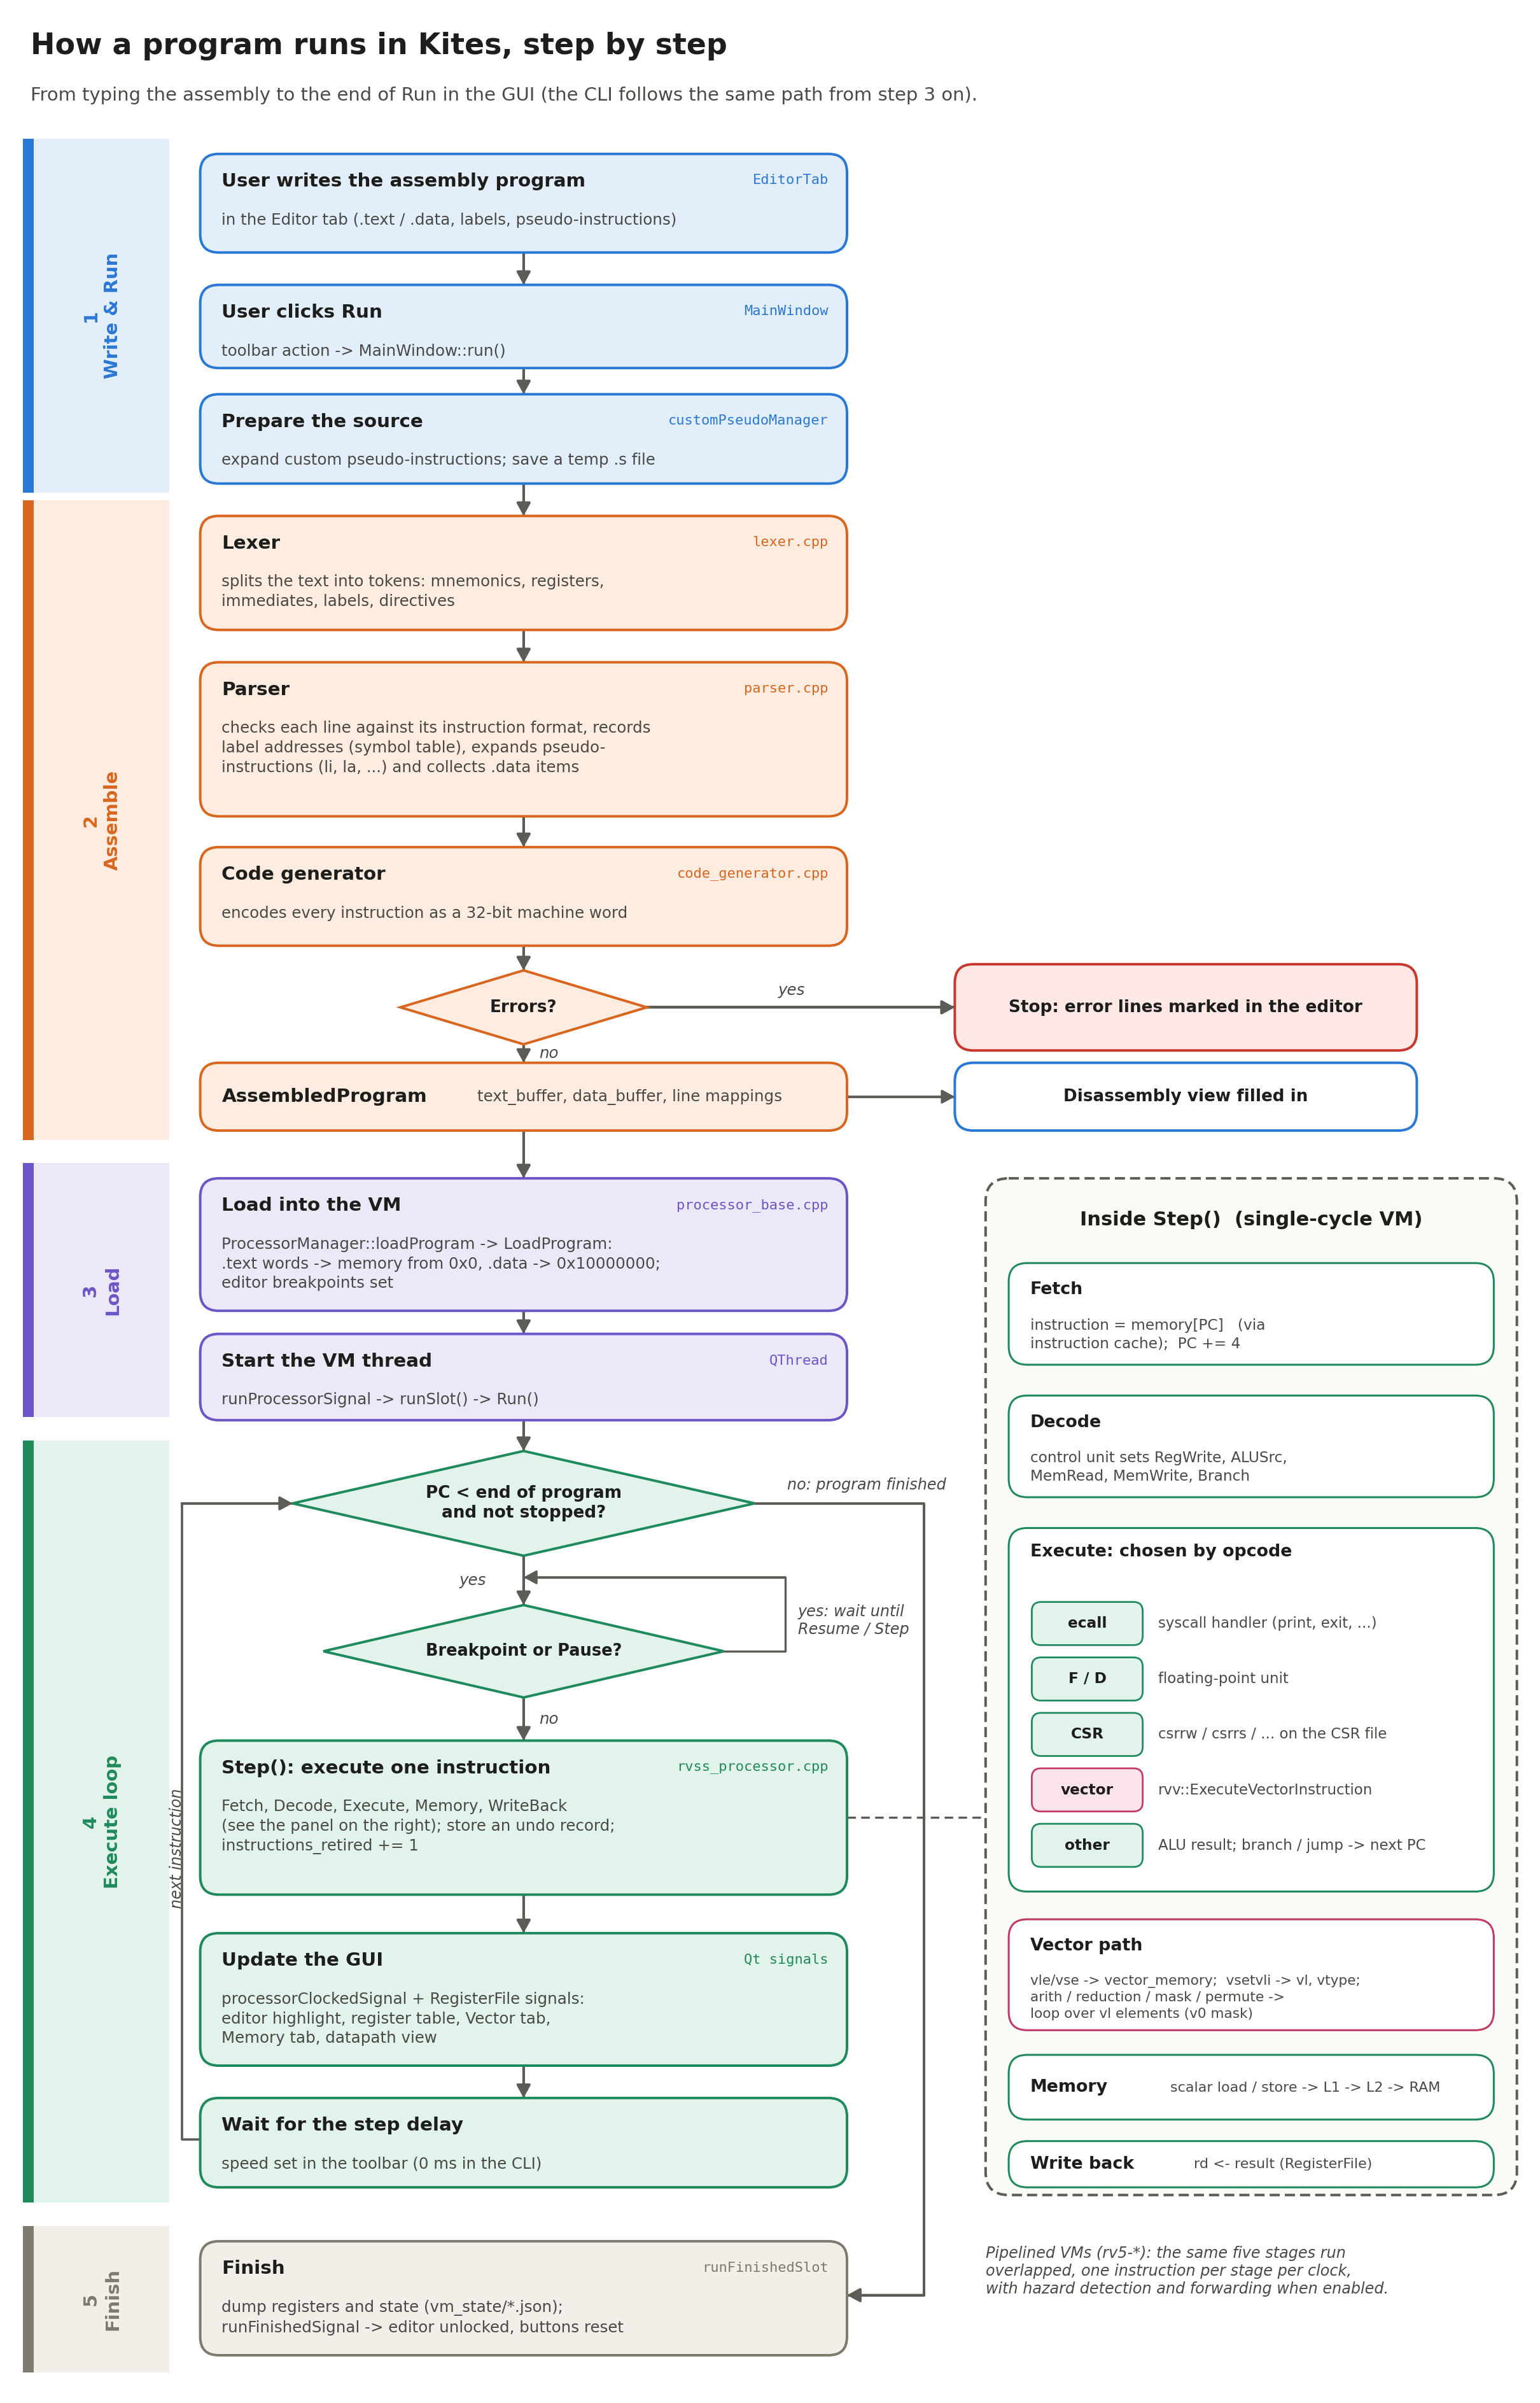 How a program runs in Kites, step by step
From typing the assembly to the end of Run in the GUI (the CLI follows the same path from step 3 on).
1
Write & Run
User writes the assembly program
EditorTab
in the Editor tab (.text / .data, labels, pseudo-instructions)
User clicks Run
MainWindow
toolbar action -> MainWindow::run()
Prepare the source
customPseudoManager
expand custom pseudo-instructions; save a temp .s file
2
Assemble
Lexer
lexer.cpp
splits the text into tokens: mnemonics, registers,
immediates, labels, directives
Parser
parser.cpp
checks each line against its instruction format, records
label addresses (symbol table), expands pseudo-
instructions (li, la, ...) and collects .data items
Code generator
code_generator.cpp
encodes every instruction as a 32-bit machine word
Errors?
yes
Stop: error lines marked in the editor
no
AssembledProgram
text_buffer, data_buffer, line mappings
Disassembly view filled in
3
Load
Load into the VM
processor_base.cpp
ProcessorManager::loadProgram -> LoadProgram:
.text words -> memory from 0x0, .data -> 0x10000000;
editor breakpoints set
Start the VM thread
QThread
runProcessorSignal -> runSlot() -> Run()
4
Execute loop
PC < end of program
and not stopped?
no: program finished
yes
Breakpoint or Pause?
yes: wait until
Resume / Step
no
next instruction
Step(): execute one instruction
rvss_processor.cpp
Fetch, Decode, Execute, Memory, WriteBack
(see the panel on the right); store an undo record;
instructions_retired += 1
Update the GUI
Qt signals
processorClockedSignal + RegisterFile signals:
editor highlight, register table, Vector tab,
Memory tab, datapath view
Wait for the step delay
speed set in the toolbar (0 ms in the CLI)
5
Finish
Finish
runFinishedSlot
dump registers and state (vm_state/*.json);
runFinishedSignal -> editor unlocked, buttons reset
Inside Step()  (single-cycle VM)
Fetch
instruction = memory[PC]   (via
instruction cache);  PC += 4
Decode
control unit sets RegWrite, ALUSrc,
MemRead, MemWrite, Branch
Execute: chosen by opcode
ecall
syscall handler (print, exit, ...)
F / D
floating-point unit
CSR
csrrw / csrrs / ... on the CSR file
vector
rvv::ExecuteVectorInstruction
other
ALU result; branch / jump -> next PC
Vector path
vle/vse -> vector_memory;  vsetvli -> vl, vtype;
arith / reduction / mask / permute ->
loop over vl elements (v0 mask)
Memory
scalar load / store -> L1 -> L2 -> RAM
Write back
rd <- result (RegisterFile)
Pipelined VMs (rv5-*): the same five stages run
overlapped, one instruction per stage per clock,
with hazard detection and forwarding when enabled.